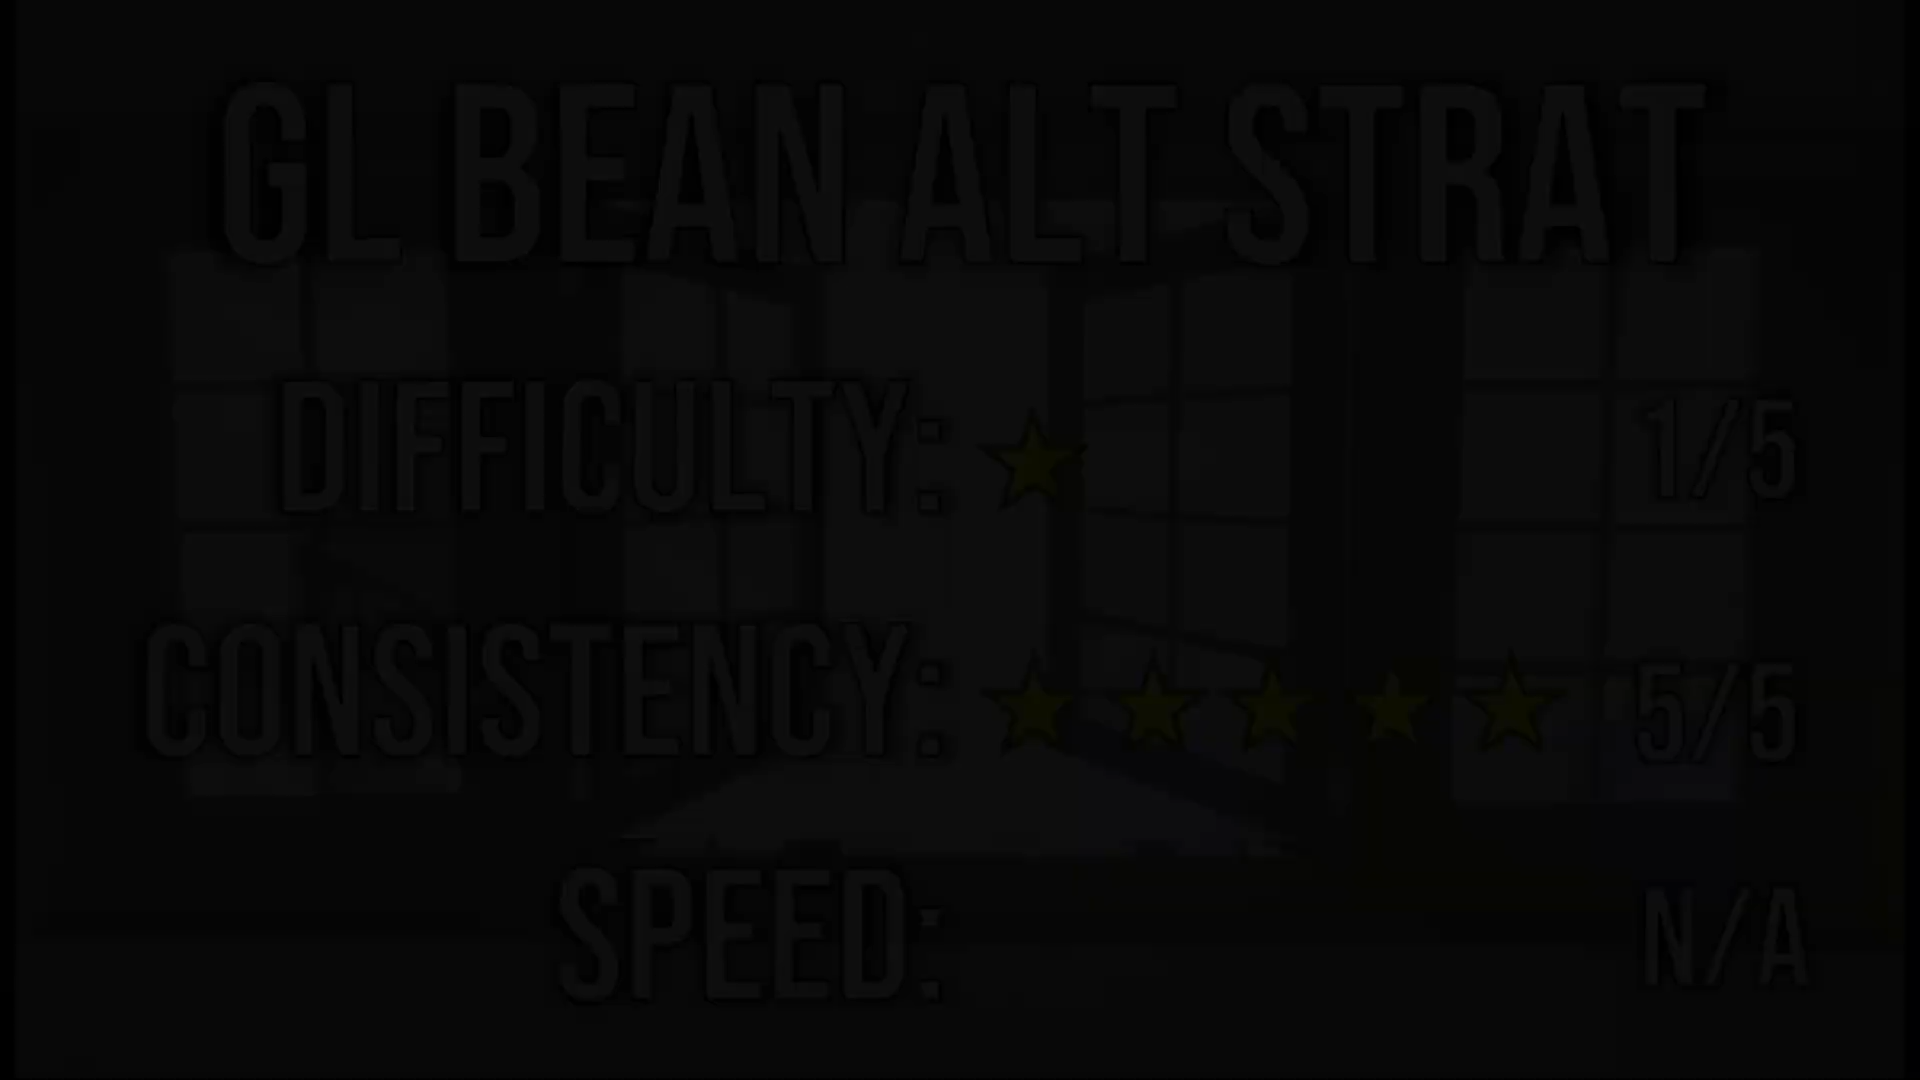 GL BEAN ALT STRAT
DIFFICULTY: 1/5
CONSISTENCY: 5/5
SPEED: N/A